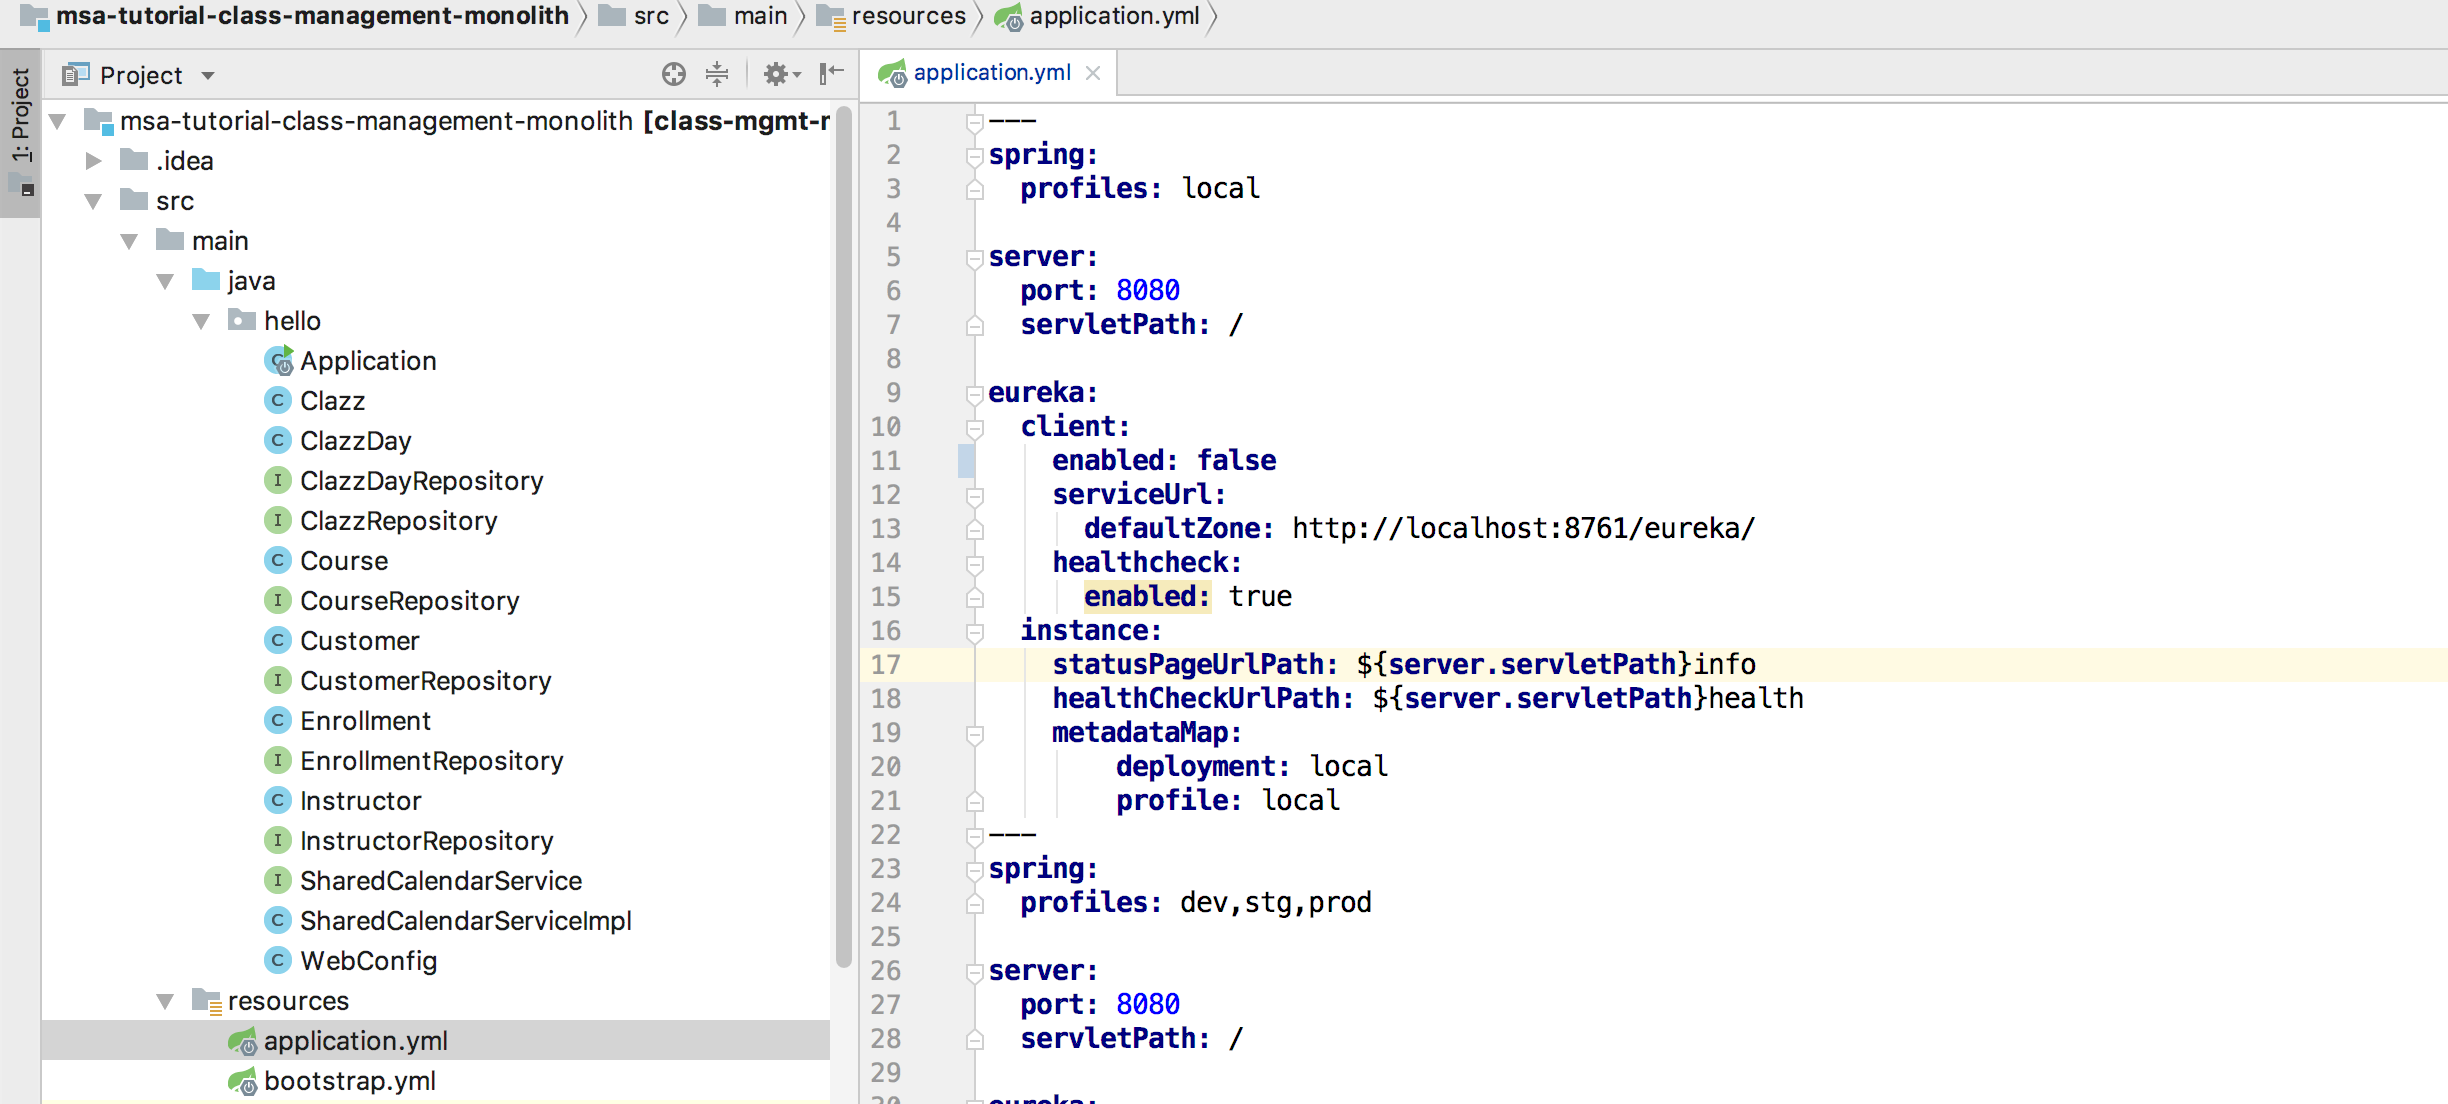 msa-tutorial-class-management-monolith src main resources application.yml
1: Project
Project
msa-tutorial-class-management-monolith [class-mgmt-
.idea
src
main
java
hello
Application
Clazz
ClazzDay
ClazzDayRepository
ClazzRepository
Course
CourseRepository
Customer
CustomerRepository
Enrollment
EnrollmentRepository
Instructor
InstructorRepository
SharedCalendarService
SharedCalendarServiceImpl
WebConfig
resources
application.yml
bootstrap.yml
application.yml
1 ---
2 spring:
3 profiles: local
4
5 server:
6 port: 8080
7 servletPath: /
8
9 eureka:
10 client:
11 enabled: false
12 serviceUrl:
13 defaultZone: http://localhost:8761/eureka/
14 healthcheck:
15 enabled: true
16 instance:
17 statusPageUrlPath: ${server.servletPath}info
18 healthCheckUrlPath: ${server.servletPath}health
19 metadataMap:
20 deployment: local
21 profile: local
22 ---
23 spring:
24 profiles: dev,stg,prod
25
26 server:
27 port: 8080
28 servletPath: /
29
30 eureka: